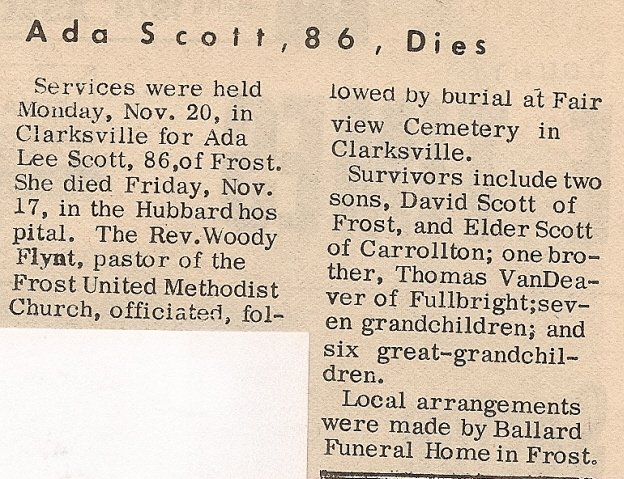 Ada Scott, 86, Dies
Services were held
Monday, Nov. 20, in
Clarksville for Ada
Lee Scott, 86,of Frost.
She died Friday, Nov.
17, in the Hubbard hos
pital. The Rev. Woody
Flynt, pastor of the
Frost United Methodist
Church, officiated, fol-
lowed by burial at Fair
view Cemetery in
Clarksville.
Survivors include two
sons, David Scott of
Frost, and Elder Scott
of Carrollton; one bro-
ther, Thomas VanDea-
ver of Fullbright;sev-
en grandchildren; and
six great-grandchil-
dren.
Local arrangements
were made by Ballard
Funeral Home in Frost.